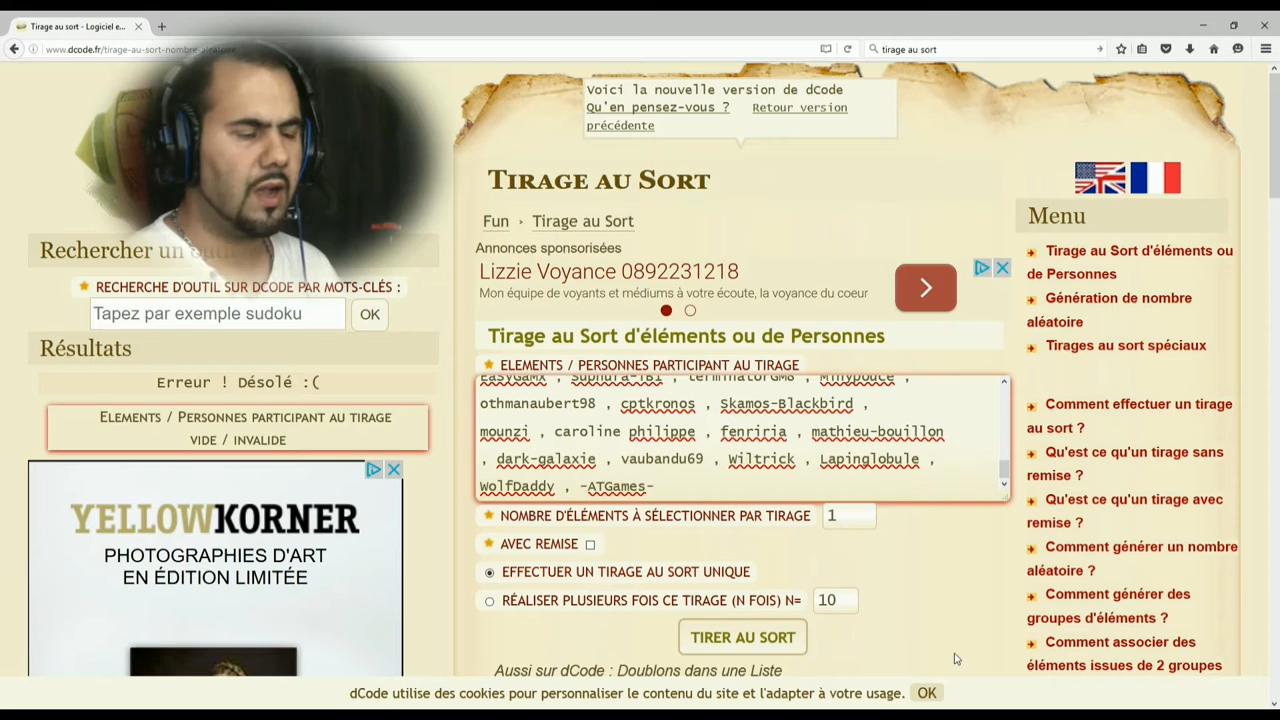 Tirage au sort - Logiciel e...
www.dcode.fr/tirage-au-sort-nombre-aleatoire
tirage au sort
Voici la nouvelle version de dCode
Qu'en pensez-vous ? Retour version
précédente
Tirage au Sort
Fun › Tirage au Sort
Annonces sponsorisées
Lizzie Voyance 0892231218
Mon équipe de voyants et médiums à votre écoute, la voyance du coeur
Tirage au Sort d'éléments ou de Personnes
ELEMENTS / PERSONNES PARTICIPANT AU TIRAGE
, terminatorGM8 , Minypouce ,
othmanaubert98 , cptkronos , Skamos-Blackbird ,
mounzi , caroline philippe , fenriria , mathieu-bouillon
, dark-galaxie , vaubandu69 , Wiltrick , Lapinglobule ,
WolfDaddy , -ATGames-
NOMBRE D'ÉLÉMENTS À SÉLECTIONNER PAR TIRAGE 1
AVEC REMISE
EFFECTUER UN TIRAGE AU SORT UNIQUE
RÉALISER PLUSIEURS FOIS CE TIRAGE (N FOIS) N= 10
TIRER AU SORT
Aussi sur dCode : Doublons dans une Liste
Rechercher un
RECHERCHE D'OUTIL SUR DCODE PAR MOTS-CLÉS :
Tapez par exemple sudoku OK
Résultats
Erreur ! Désolé :(
Elements / Personnes participant au tirage
vide / invalide
YELLOWKORNER
PHOTOGRAPHIES D'ART
EN ÉDITION LIMITÉE
Menu
Tirage au Sort d'éléments ou
de Personnes
Génération de nombre
aléatoire
Tirages au sort spéciaux
Comment effectuer un tirage
au sort ?
Qu'est ce qu'un tirage sans
remise ?
Qu'est ce qu'un tirage avec
remise ?
Comment générer un nombre
aléatoire ?
Comment générer des
groupes d'éléments ?
Comment associer des
éléments issues de 2 groupes
dCode utilise des cookies pour personnaliser le contenu du site et l'adapter à votre usage. OK